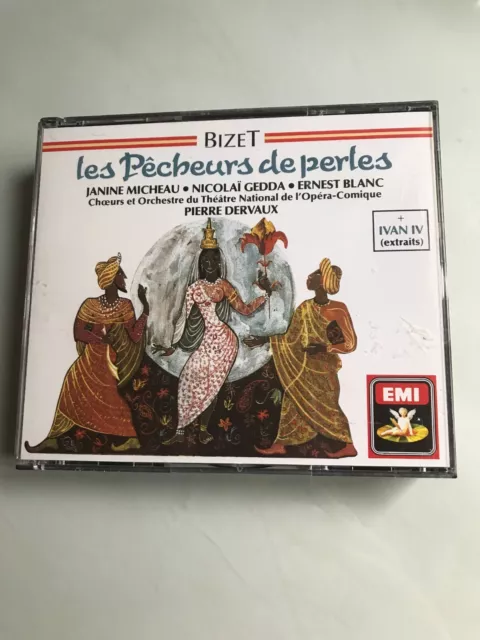 BIZET
les Pêcheurs de perles
JANINE MICHEAU • NICOLAÏ GEDDA • ERNEST BLANC
Chœurs et Orchestre du Théâtre National de l'Opéra-Comique
PIERRE DERVAUX
+
IVAN IV
(extraits)
EMI